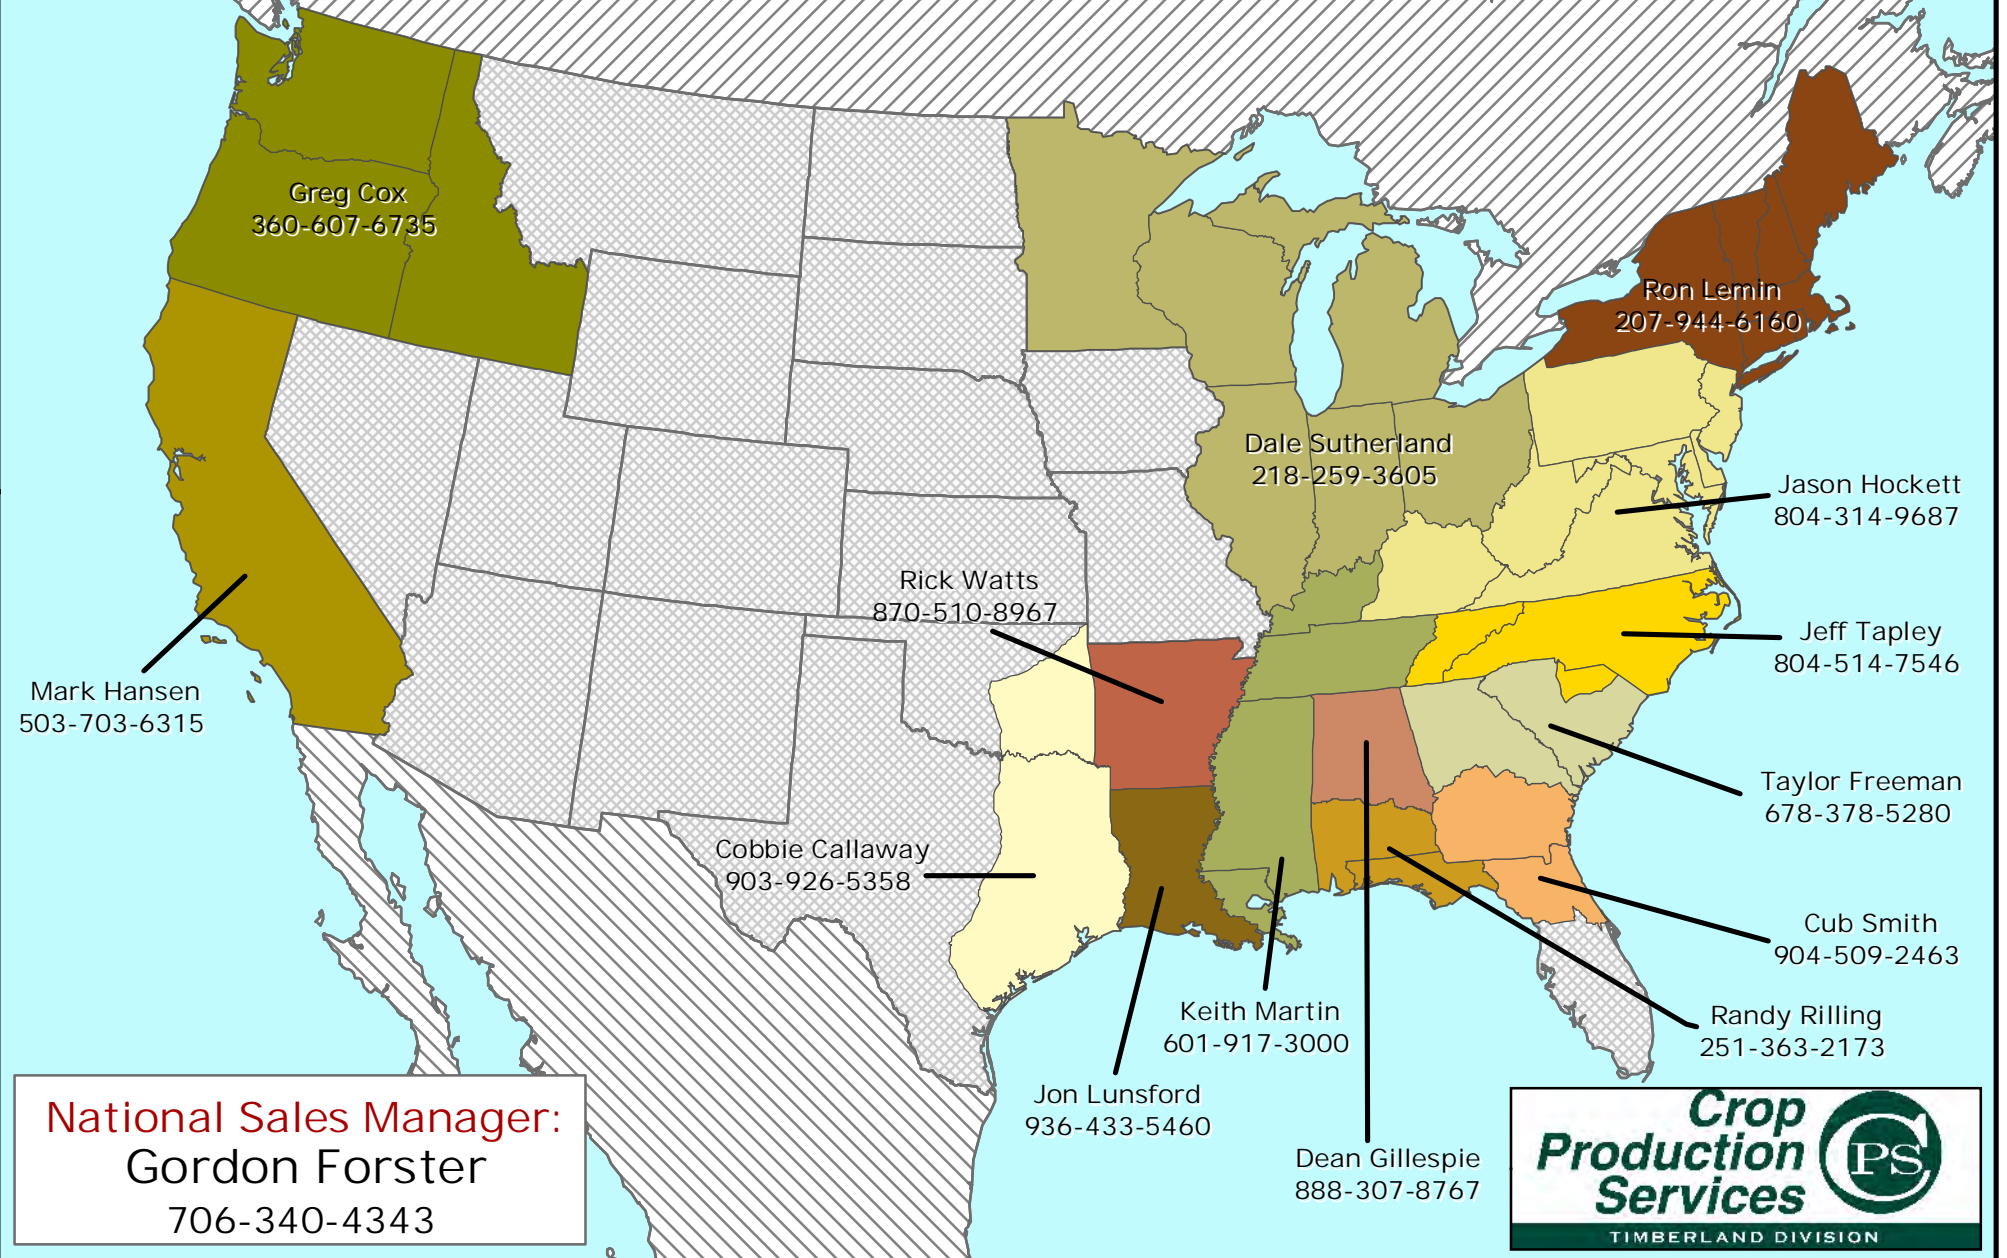 Greg Cox
360-607-6735
Ron Lemin
207-944-6160
Dale Sutherland
218-259-3605
Jason Hockett
804-314-9687
Rick Watts
870-510-8967
Jeff Tapley
804-514-7546
Mark Hansen
503-703-6315
Taylor Freeman
678-378-5280
Cobbie Callaway
903-926-5358
Cub Smith
904-509-2463
Keith Martin
601-917-3000
Randy Rilling
251-363-2173
Jon Lunsford
936-433-5460
Dean Gillespie
888-307-8767
National Sales Manager:
Gordon Forster
706-340-4343
Crop
Production
Services
CPS
TIMBERLAND DIVISION